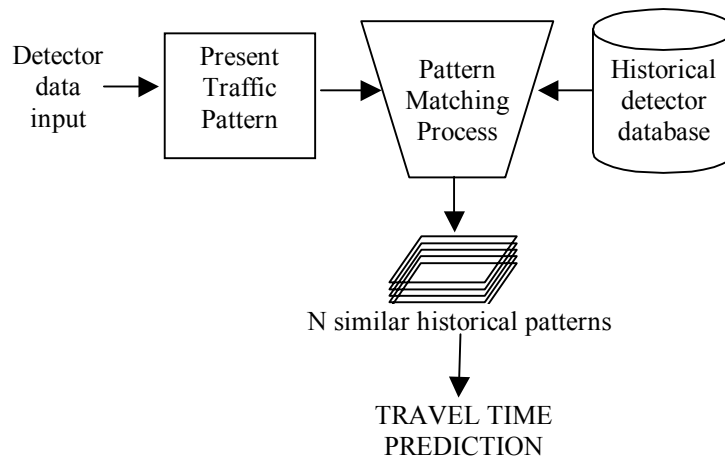 Detector
data
input
Present
Traffic
Pattern
Pattern
Matching
Process
Historical
detector
database
N similar historical patterns
TRAVEL TIME
PREDICTION